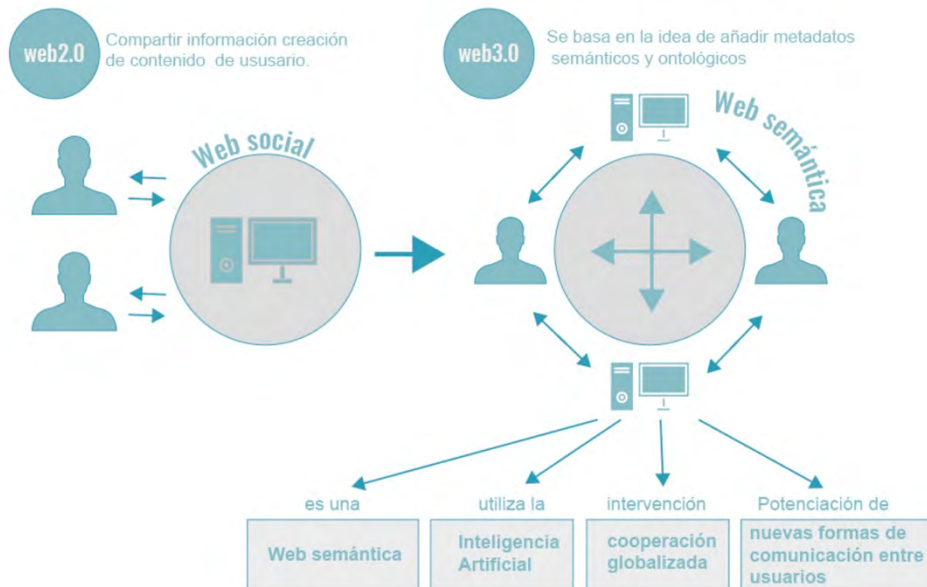 web2.0
Compartir información creación
de contenido de ususario.
Web social
web3.0
Se basa en la idea de añadir metadatos
semánticos y ontológicos
Web semántica
es una
Web semántica
utiliza la
Inteligencia
Artificial
intervención
cooperación
globalizada
Potenciación de
nuevas formas de
comunicación entre
usuarios